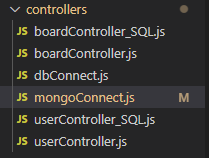 controllers
JS boardController_SQL.js
JS boardController.js
JS dbConnect.js
JS mongoConnect.js M
JS userController_SQL.js
JS userController.js